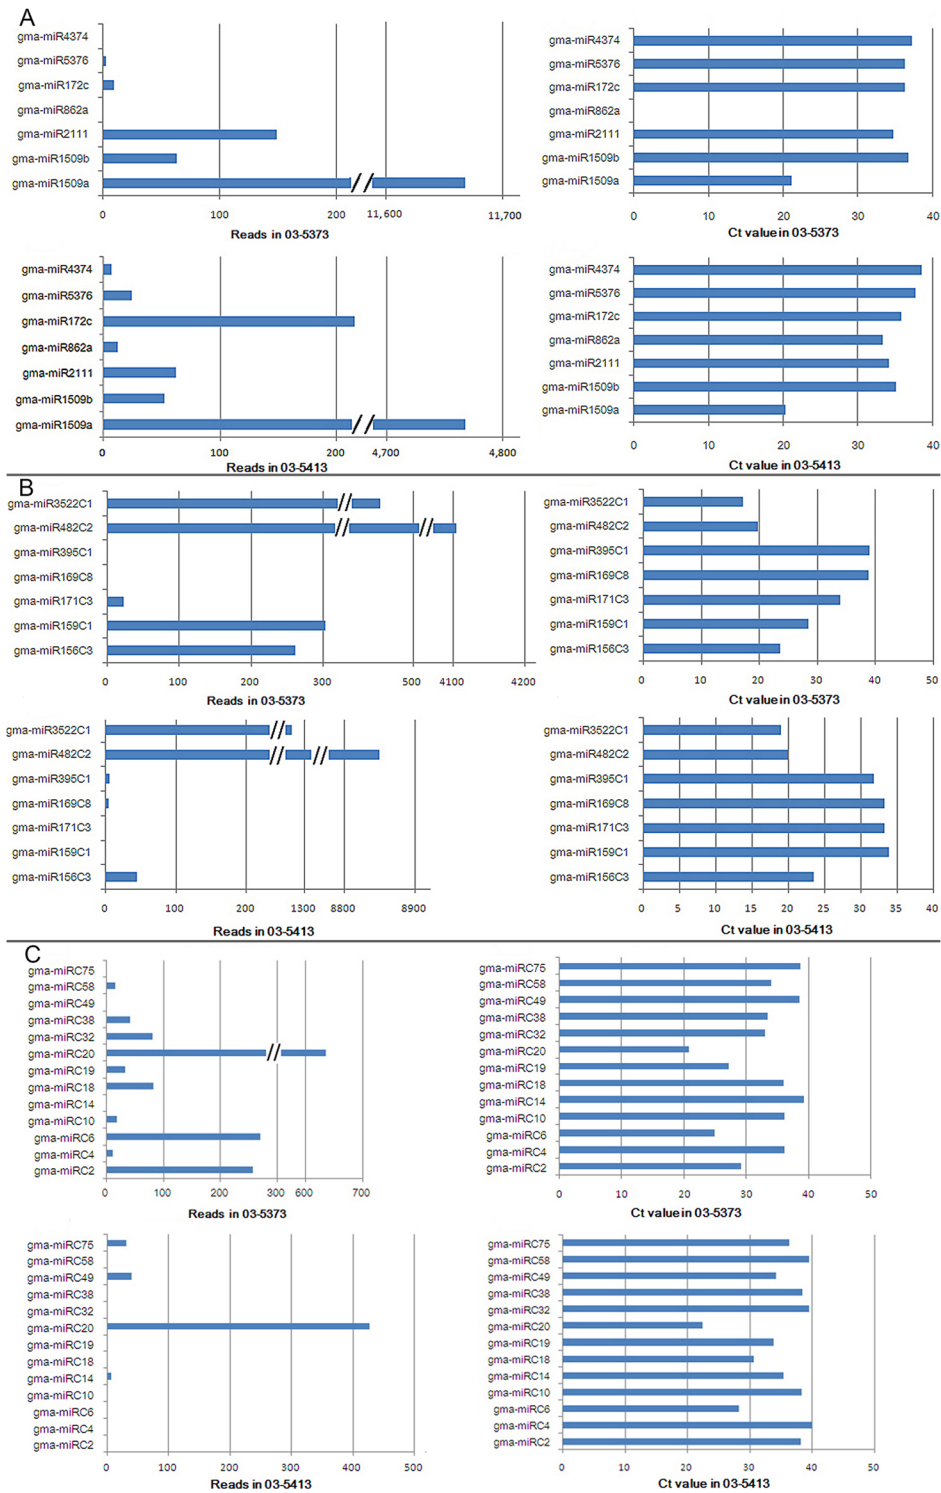 A
gma-miR4374
gma-miR5376
gma-miR172c
gma-miR862a
gma-miR2111
gma-miR1509b
gma-miR1509a
0 100 200 11,600 11,700
Reads in 03-5373
gma-miR4374
gma-miR5376
gma-miR172c
gma-miR862a
gma-miR2111
gma-miR1509b
gma-miR1509a
0 10 20 30 40
Ct value in 03-5373
gma-miR4374
gma-miR5376
gma-miR172c
gma-miR862a
gma-miR2111
gma-miR1509b
gma-miR1509a
0 100 200 4,700 4,800
Reads in 03-5413
gma-miR4374
gma-miR5376
gma-miR172c
gma-miR862a
gma-miR2111
gma-miR1509b
gma-miR1509a
0 10 20 30 40
Ct value in 03-5413
B
gma-miR3522C1
gma-miR482C2
gma-miR395C1
gma-miR169C8
gma-miR171C3
gma-miR159C1
gma-miR156C3
0 100 200 300 500 4100 4200
Reads in 03-5373
gma-miR3522C1
gma-miR482C2
gma-miR395C1
gma-miR169C8
gma-miR171C3
gma-miR159C1
gma-miR156C3
0 10 20 30 40 50
Ct value in 03-5373
gma-miR3522C1
gma-miR482C2
gma-miR395C1
gma-miR169C8
gma-miR171C3
gma-miR159C1
gma-miR156C3
0 100 200 1300 8800 8900
Reads in 03-5413
gma-miR3522C1
gma-miR482C2
gma-miR395C1
gma-miR169C8
gma-miR171C3
gma-miR159C1
gma-miR156C3
0 5 10 15 20 25 30 35 40
Ct value in 03-5413
C
gma-miRC75
gma-miRC58
gma-miRC49
gma-miRC38
gma-miRC32
gma-miRC20
gma-miRC19
gma-miRC18
gma-miRC14
gma-miRC10
gma-miRC6
gma-miRC4
gma-miRC2
0 100 200 300 600 700
Reads in 03-5373
gma-miRC75
gma-miRC58
gma-miRC49
gma-miRC38
gma-miRC32
gma-miRC20
gma-miRC19
gma-miRC18
gma-miRC14
gma-miRC10
gma-miRC6
gma-miRC4
gma-miRC2
0 10 20 30 40 50
Ct value in 03-5373
gma-miRC75
gma-miRC58
gma-miRC49
gma-miRC38
gma-miRC32
gma-miRC20
gma-miRC19
gma-miRC18
gma-miRC14
gma-miRC10
gma-miRC6
gma-miRC4
gma-miRC2
0 100 200 300 400 500
Reads in 03-5413
gma-miRC75
gma-miRC58
gma-miRC49
gma-miRC38
gma-miRC32
gma-miRC20
gma-miRC19
gma-miRC18
gma-miRC14
gma-miRC10
gma-miRC6
gma-miRC4
gma-miRC2
0 10 20 30 40 50
Ct value in 03-5413